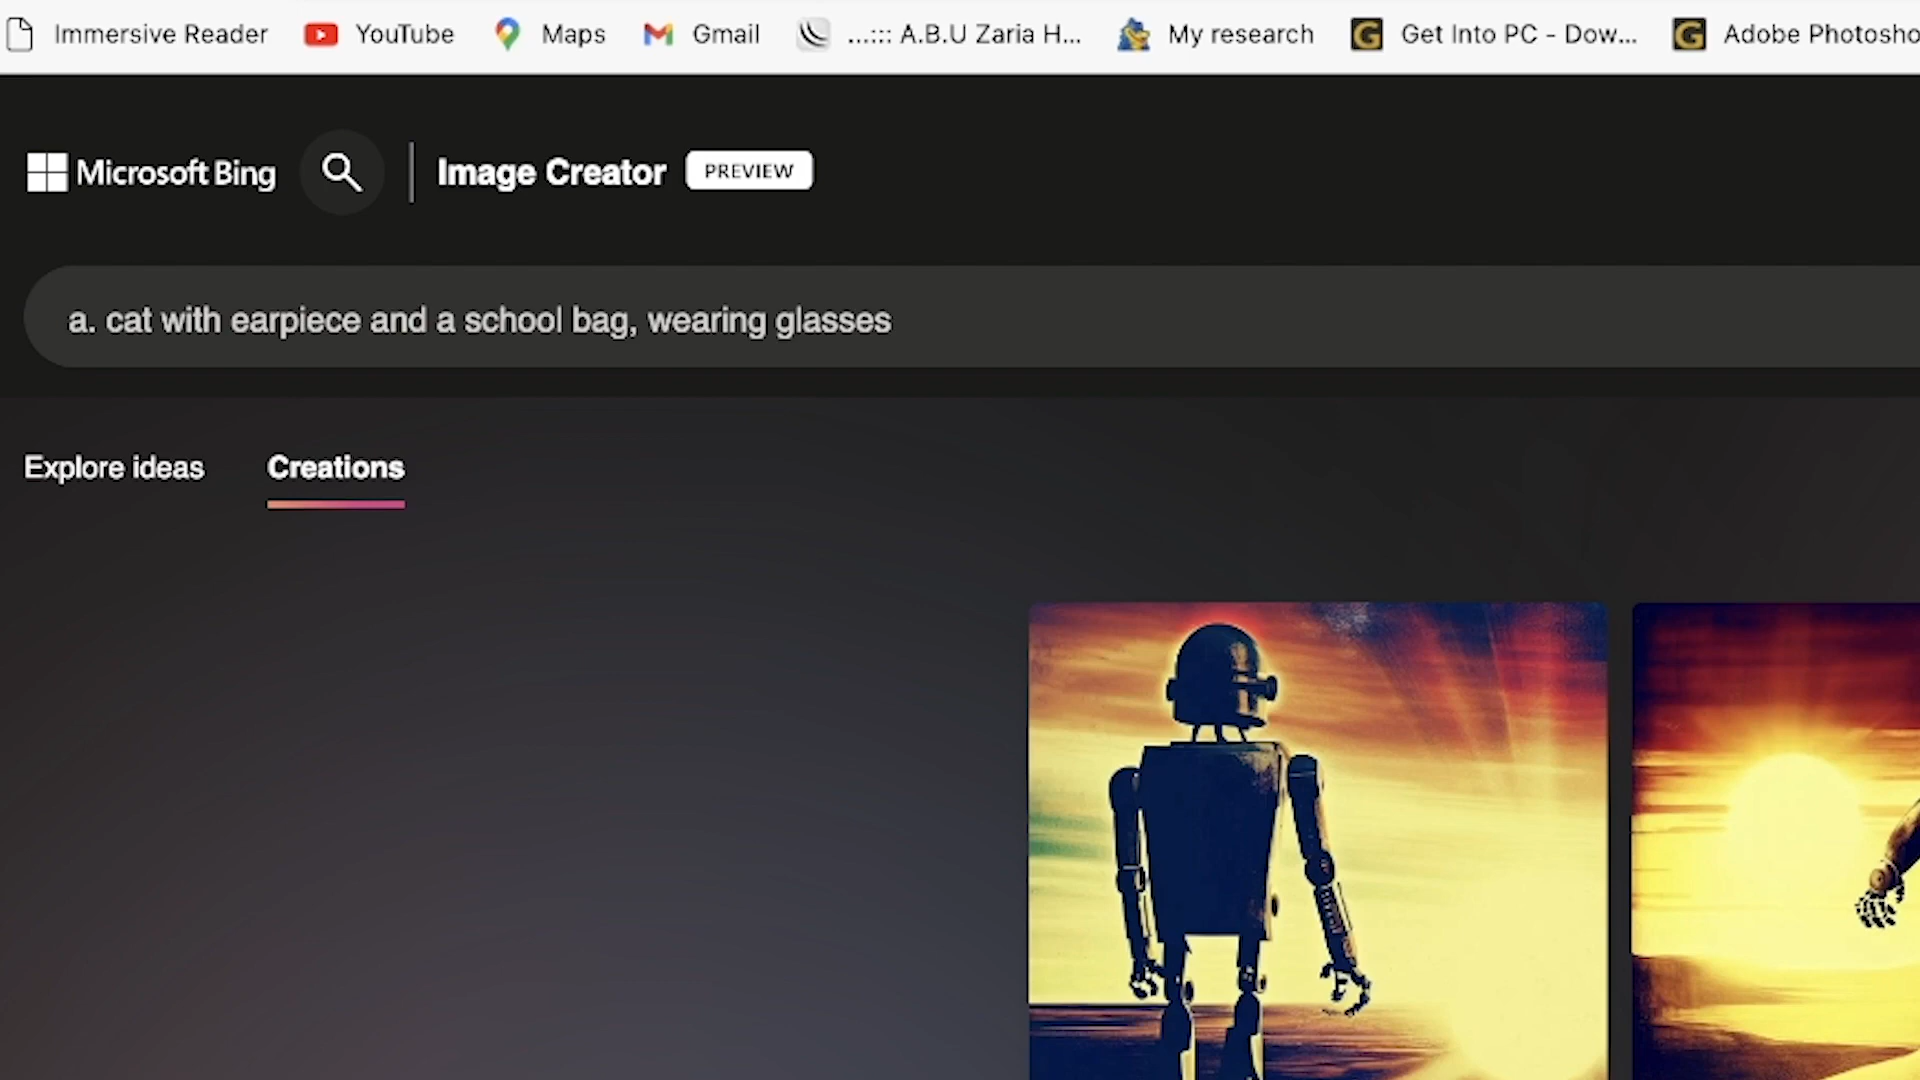 Immersive Reader YouTube Maps Gmail ...::: A.B.U Zaria H... My research Get Into PC - Dow... Adobe Photosho
Microsoft Bing Image Creator PREVIEW
a. cat with earpiece and a school bag, wearing glasses
Explore ideas Creations